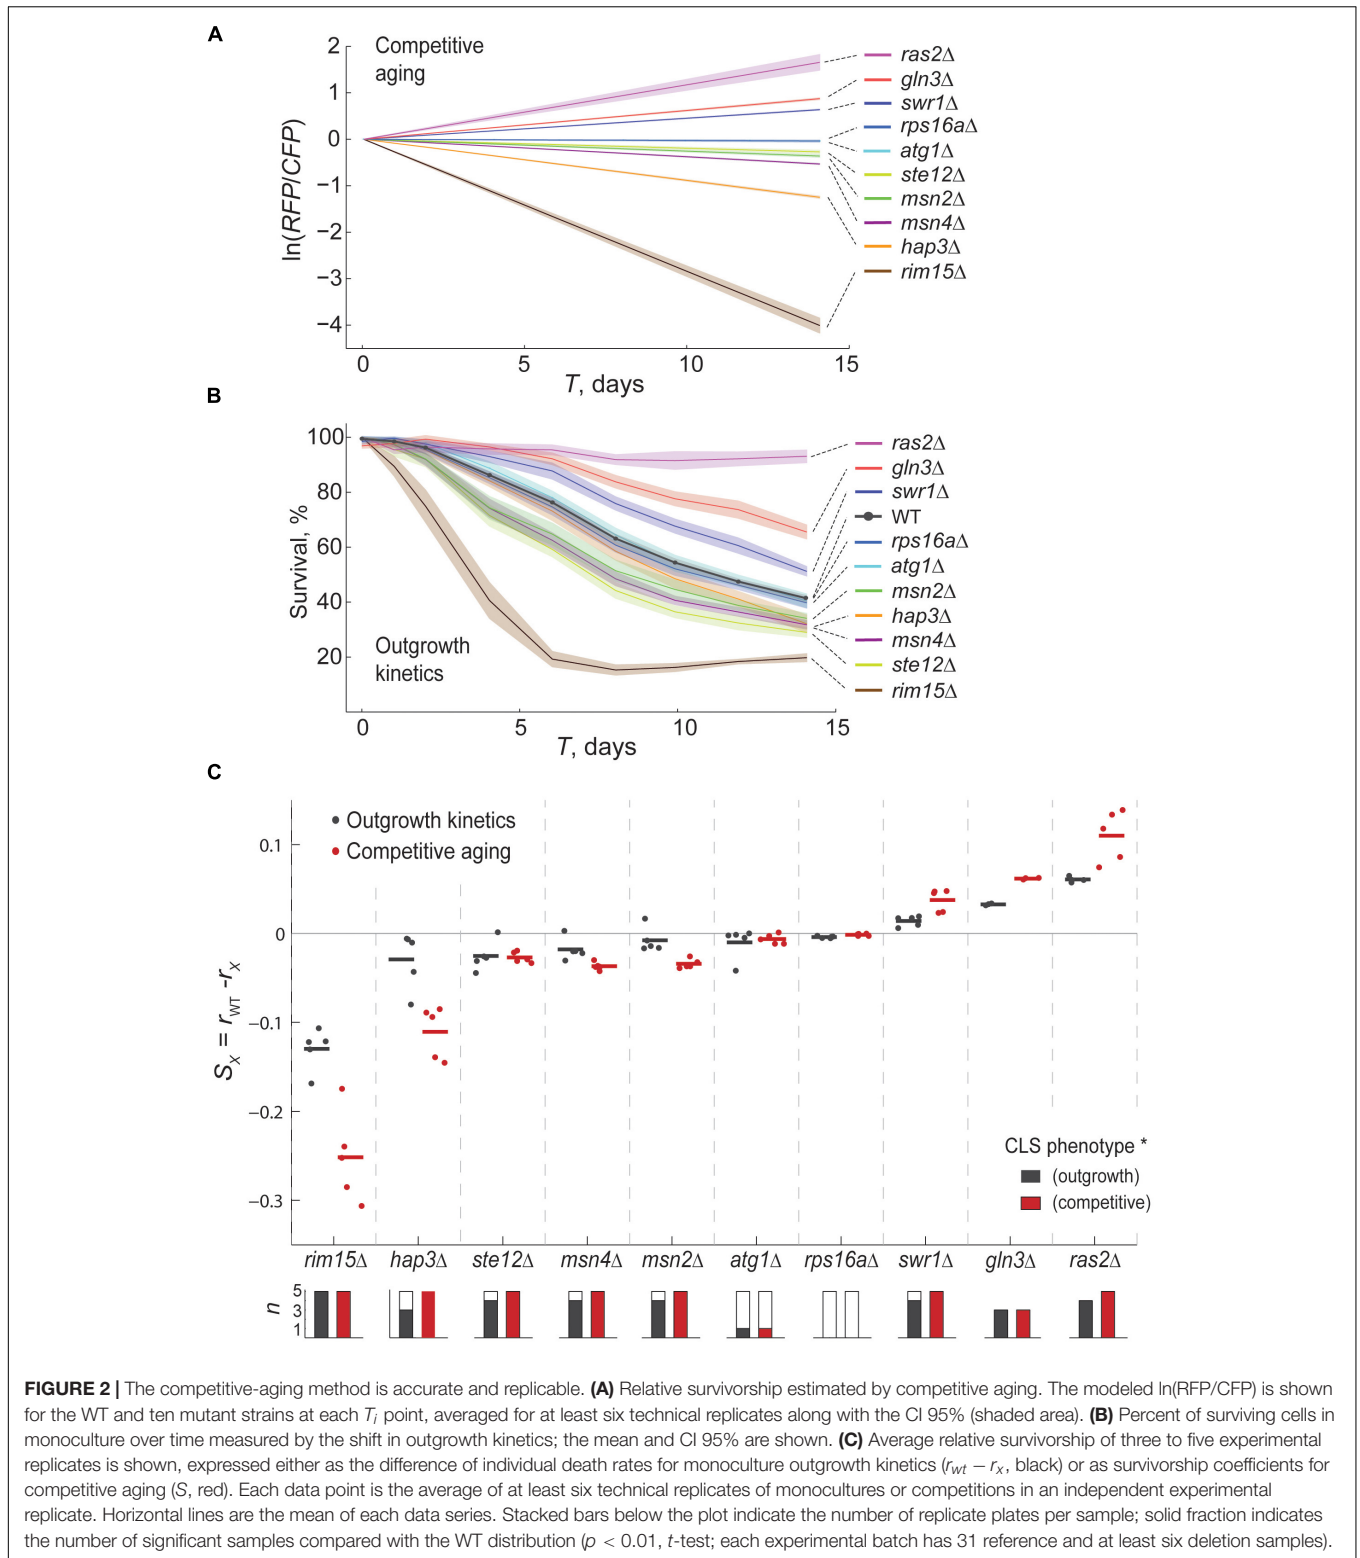 A
Competitive
aging
ln(RFP/CFP)
2
1
0
−1
−2
−3
−4
0
5
10
15
T, days
ras2Δ
gln3Δ
swr1Δ
rps16aΔ
atg1Δ
ste12Δ
msn2Δ
msn4Δ
hap3Δ
rim15Δ
B
Survival, %
100
80
60
40
20
Outgrowth
kinetics
0
5
10
15
T, days
ras2Δ
gln3Δ
swr1Δ
WT
rps16aΔ
atg1Δ
msn2Δ
hap3Δ
msn4Δ
ste12Δ
rim15Δ
C
Outgrowth kinetics
Competitive aging
Sx = rWT -rx
0.1
0
−0.1
−0.2
−0.3
CLS phenotype *
(outgrowth)
(competitive)
rim15Δ hap3Δ ste12Δ msn4Δ msn2Δ atg1Δ rps16aΔ swr1Δ gln3Δ ras2Δ
n
5
3
1
FIGURE 2 | The competitive-aging method is accurate and replicable. (A) Relative survivorship estimated by competitive aging. The modeled ln(RFP/CFP) is shown
for the WT and ten mutant strains at each Ti point, averaged for at least six technical replicates along with the CI 95% (shaded area). (B) Percent of surviving cells in
monoculture over time measured by the shift in outgrowth kinetics; the mean and CI 95% are shown. (C) Average relative survivorship of three to five experimental
replicates is shown, expressed either as the difference of individual death rates for monoculture outgrowth kinetics (rwt − rx, black) or as survivorship coefficients for
competitive aging (S, red). Each data point is the average of at least six technical replicates of monocultures or competitions in an independent experimental
replicate. Horizontal lines are the mean of each data series. Stacked bars below the plot indicate the number of replicate plates per sample; solid fraction indicates
the number of significant samples compared with the WT distribution (p < 0.01, t-test; each experimental batch has 31 reference and at least six deletion samples).